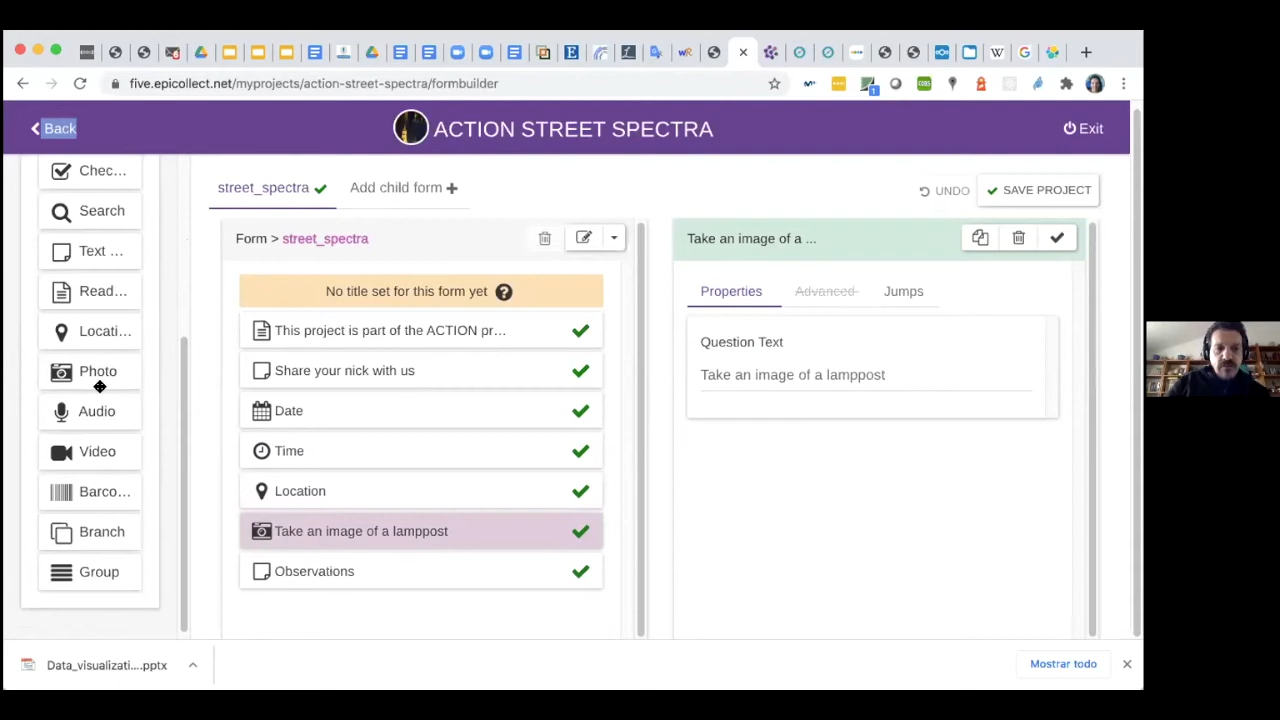 five.epicollect.net/myprojects/action-street-spectra/formbuilder
Back
ACTION STREET SPECTRA
Exit
Chec...
Search
Text ...
Read...
Locati...
Photo
Audio
Video
Barco...
Branch
Group
street_spectra
Add child form
UNDO
SAVE PROJECT
Form > street_spectra
No title set for this form yet
This project is part of the ACTION pr...
Share your nick with us
Date
Time
Location
Take an image of a lamppost
Observations
Take an image of a ...
Properties
Advanced
Jumps
Question Text
Take an image of a lamppost
Data_visualizati....pptx
Mostrar todo